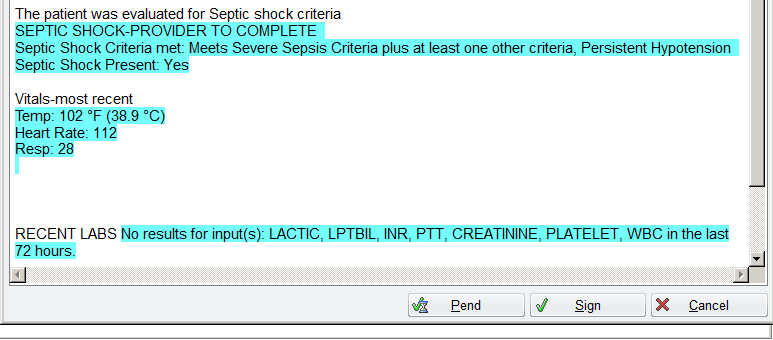 The patient was evaluated for Septic shock criteria
SEPTIC SHOCK-PROVIDER TO COMPLETE
Septic Shock Criteria met: Meets Severe Sepsis Criteria plus at least one other criteria, Persistent Hypotension
Septic Shock Present: Yes
Vitals-most recent
Temp: 102 °F (38.9 °C)
Heart Rate: 112
Resp: 28
RECENT LABS No results for input(s): LACTIC, LPTBIL, INR, PTT, CREATININE, PLATELET, WBC in the last
72 hours.
Pend Sign Cancel